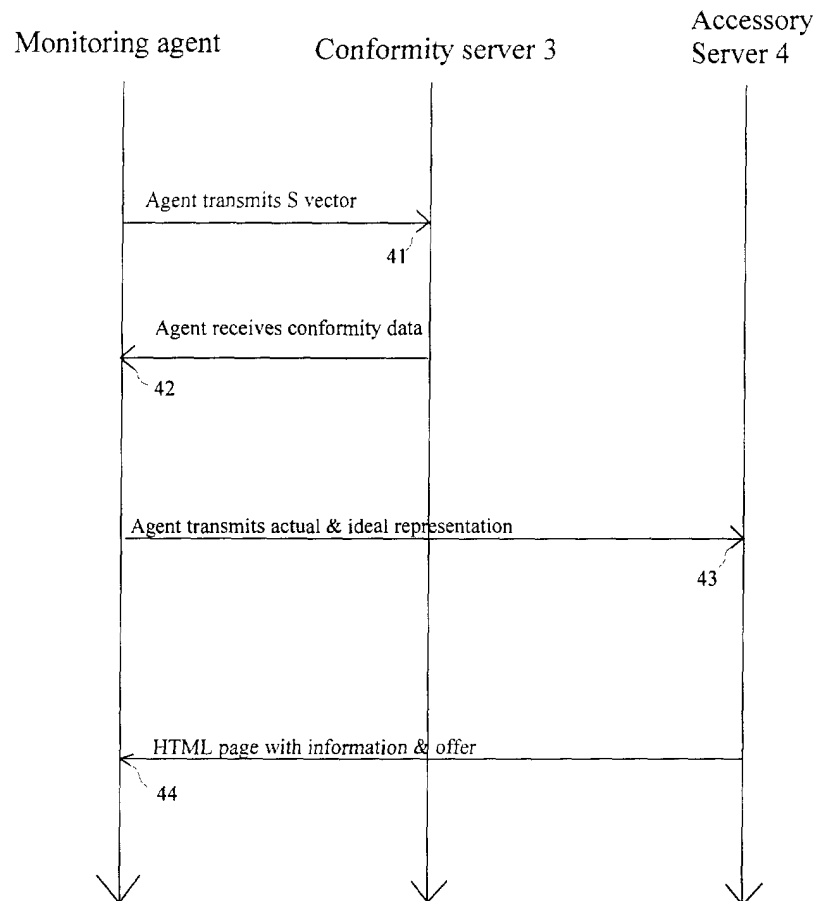 Monitoring agent
Conformity server 3
Accessory
Server 4
Agent transmits S vector
41
Agent receives conformity data
42
Agent transmits actual & ideal representation
43
HTML page with information & offer
44